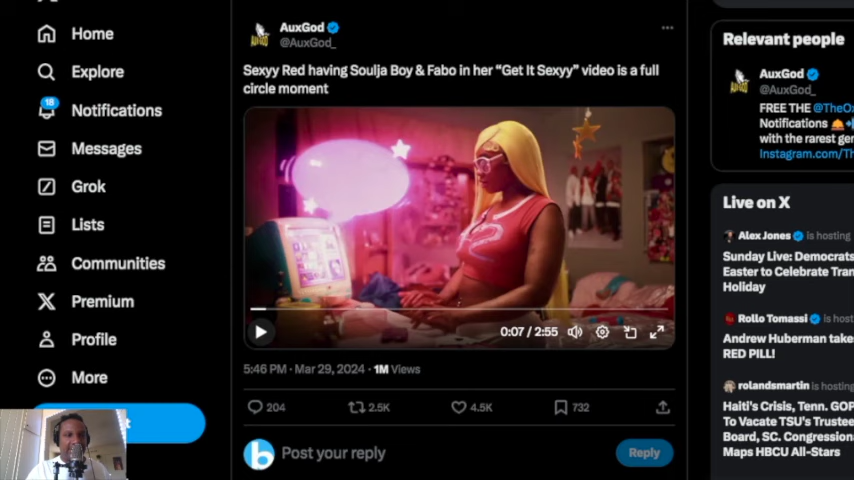 Home
Explore
18
Notifications
Messages
Grok
Lists
Communities
Premium
Profile
More
AuxGod
@AuxGod_
Sexyy Red having Soulja Boy & Fabo in her “Get It Sexyy” video is a full
circle moment
0:07 / 2:55
5:46 PM · Mar 29, 2024 · 1M Views
204
2.5K
4.5K
732
Post your reply
Reply
Relevant people
AuxGod
@AuxGod_
FREE THE @TheOx
Notifications
with the rarest ger
Instagram.com/Th
Live on X
Alex Jones is hosting
Sunday Live: Democrats
Easter to Celebrate Tran
Holiday
Rollo Tomassi is host
Andrew Huberman take
RED PILL!
rolandsmartin is hosting
Haiti's Crisis, Tenn. GOP
To Vacate TSU's Trustee
Board, SC. Congressiona
Maps HBCU All-Stars